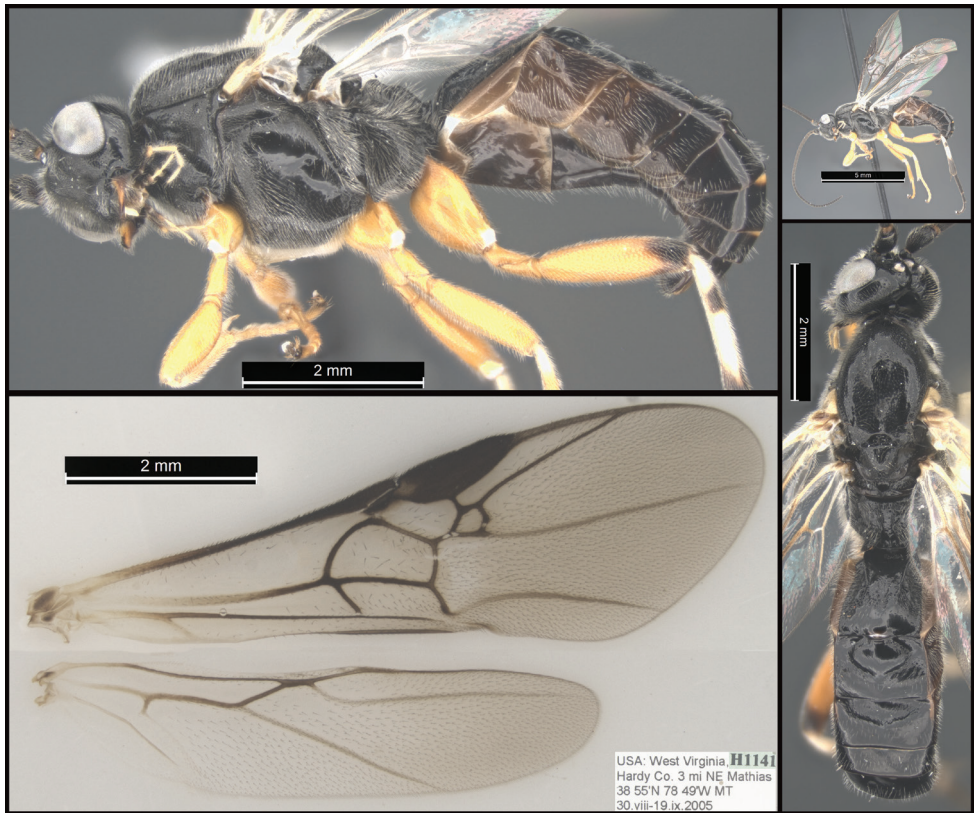 2 mm
5 mm
2 mm
2 mm
USA: West Virginia, H1141
Hardy Co. 3 mi NE Mathias
38 55'N 78 49'W MT
30.viii-19.ix.2005